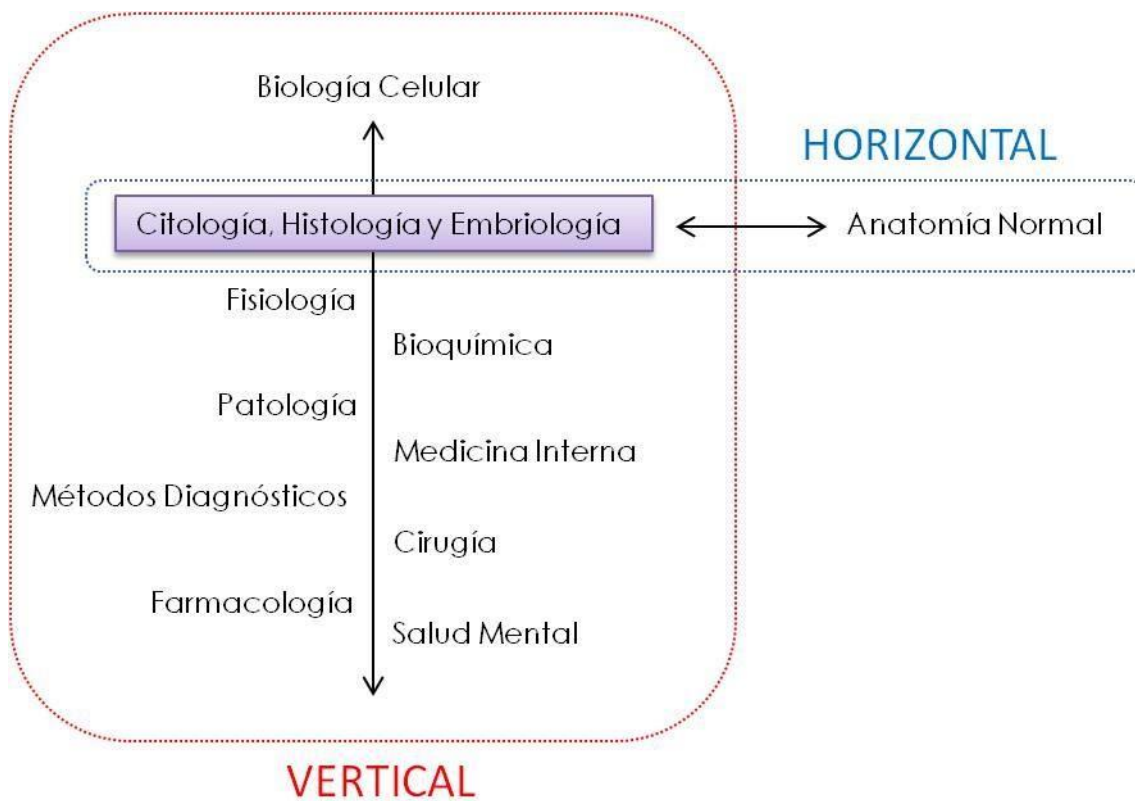 Biología Celular
HORIZONTAL
Citología, Histología y Embriología
Anatomía Normal
Fisiología
Bioquímica
Patología
Medicina Interna
Métodos Diagnósticos
Cirugía
Farmacología
Salud Mental
VERTICAL